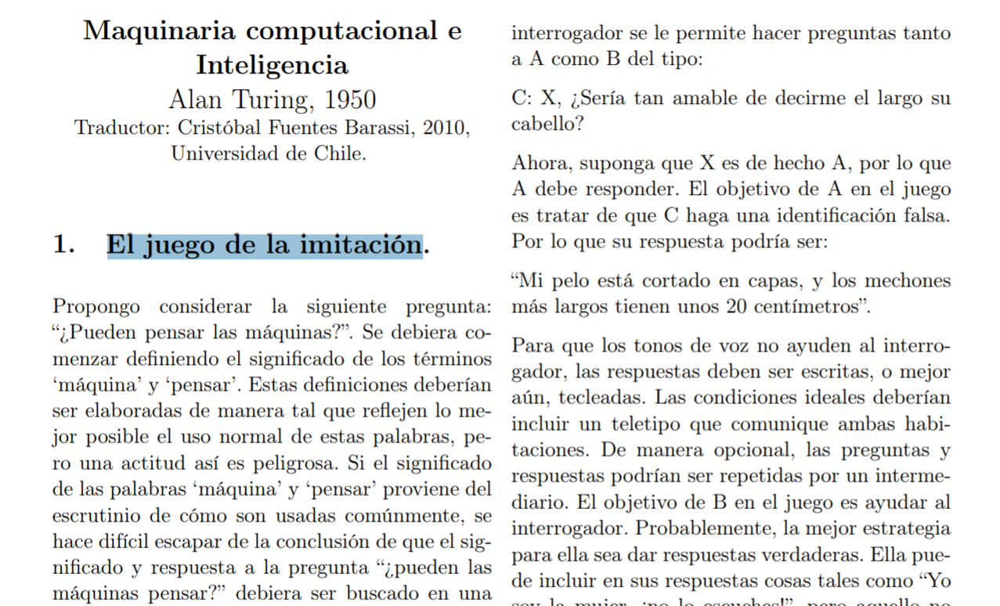 Maquinaria computacional e
Inteligencia
Alan Turing, 1950
Traductor: Cristóbal Fuentes Barassi, 2010,
Universidad de Chile.
1. El juego de la imitación.
Propongo considerar la siguiente pregunta:
“¿Pueden pensar las máquinas?”. Se debiera co-
menzar definiendo el significado de los términos
‘máquina’ y ‘pensar’. Estas definiciones deberían
ser elaboradas de manera tal que reflejen lo me-
jor posible el uso normal de estas palabras, pe-
ro una actitud así es peligrosa. Si el significado
de las palabras ‘máquina’ y ‘pensar’ proviene del
escrutinio de cómo son usadas comúnmente, se
hace difícil escapar de la conclusión de que el sig-
nificado y respuesta a la pregunta “¿pueden las
máquinas pensar?” debiera ser buscado en una
interrogador se le permite hacer preguntas tanto
a A como B del tipo:
C: X, ¿Sería tan amable de decirme el largo su
cabello?
Ahora, suponga que X es de hecho A, por lo que
A debe responder. El objetivo de A en el juego
es tratar de que C haga una identificación falsa.
Por lo que su respuesta podría ser:
“Mi pelo está cortado en capas, y los mechones
más largos tienen unos 20 centímetros”.
Para que los tonos de voz no ayuden al interro-
gador, las respuestas deben ser escritas, o mejor
aún, tecleadas. Las condiciones ideales deberían
incluir un teletipo que comunique ambas habi-
taciones. De manera opcional, las preguntas y
respuestas podrían ser repetidas por un interme-
diario. El objetivo de B en el juego es ayudar al
interrogador. Probablemente, la mejor estrategia
para ella sea dar respuestas verdaderas. Ella pue-
de incluir en sus respuestas cosas tales como “Yo
soy la mujer, ¡no lo escuches!”, pero aquello no